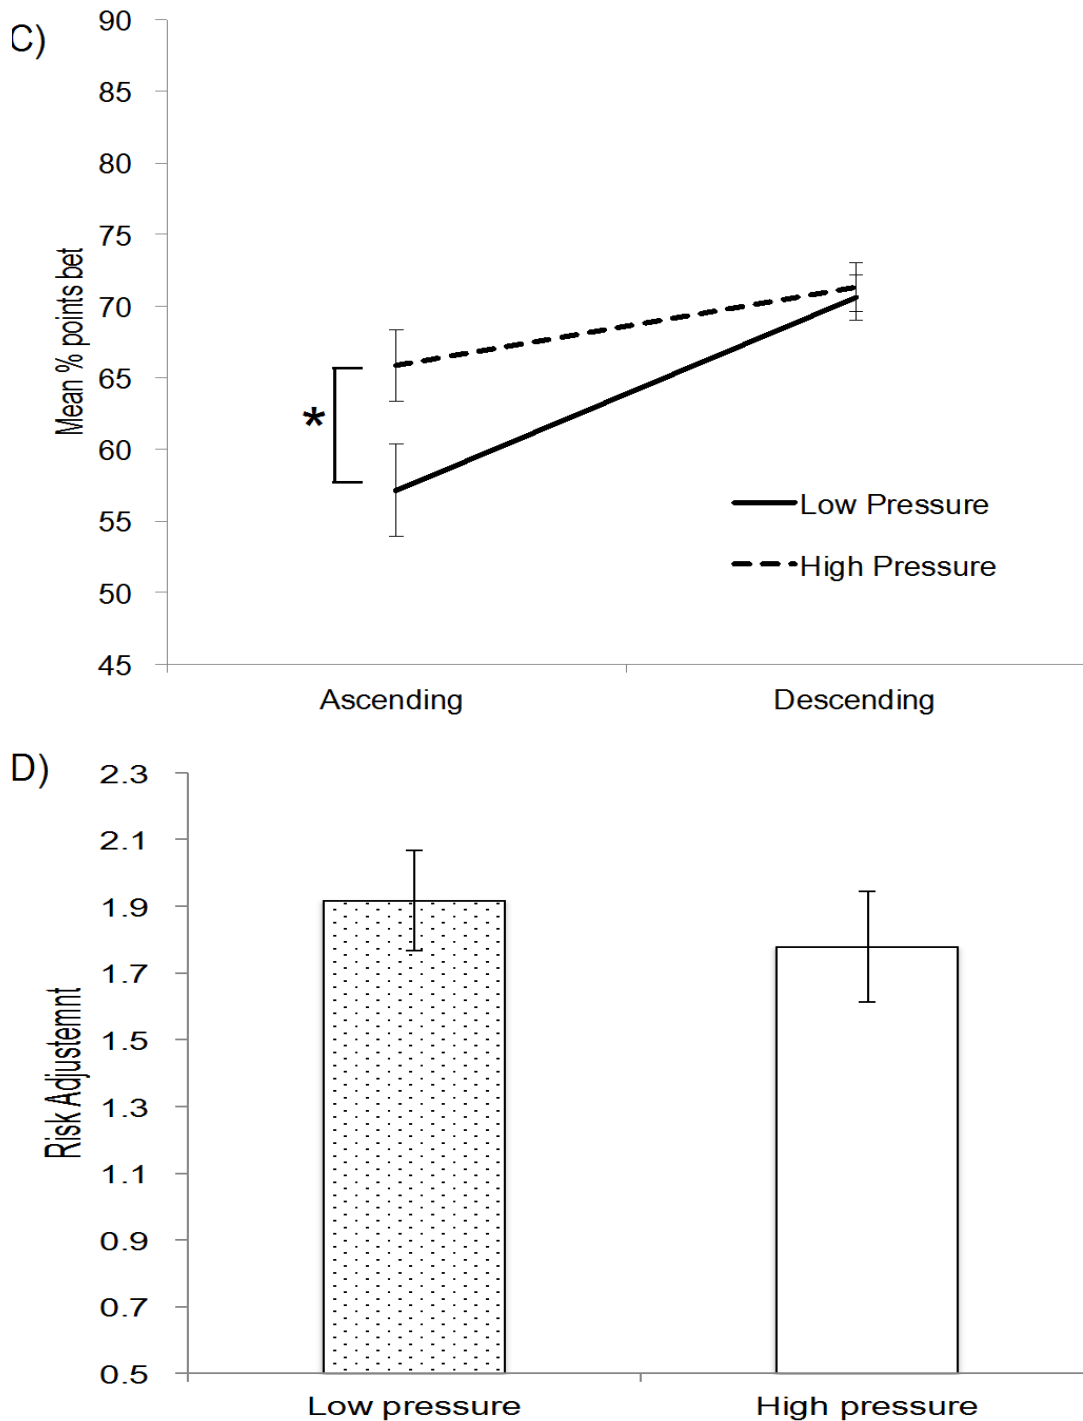 C)
90
85
80
75
70
65
60
55
50
45
Mean % points bet
*
Low Pressure
High Pressure
Ascending
Descending
D)
2.3
2.1
1.9
1.7
1.5
1.3
1.1
0.9
0.7
0.5
Risk Adjustemnt
Low pressure
High pressure